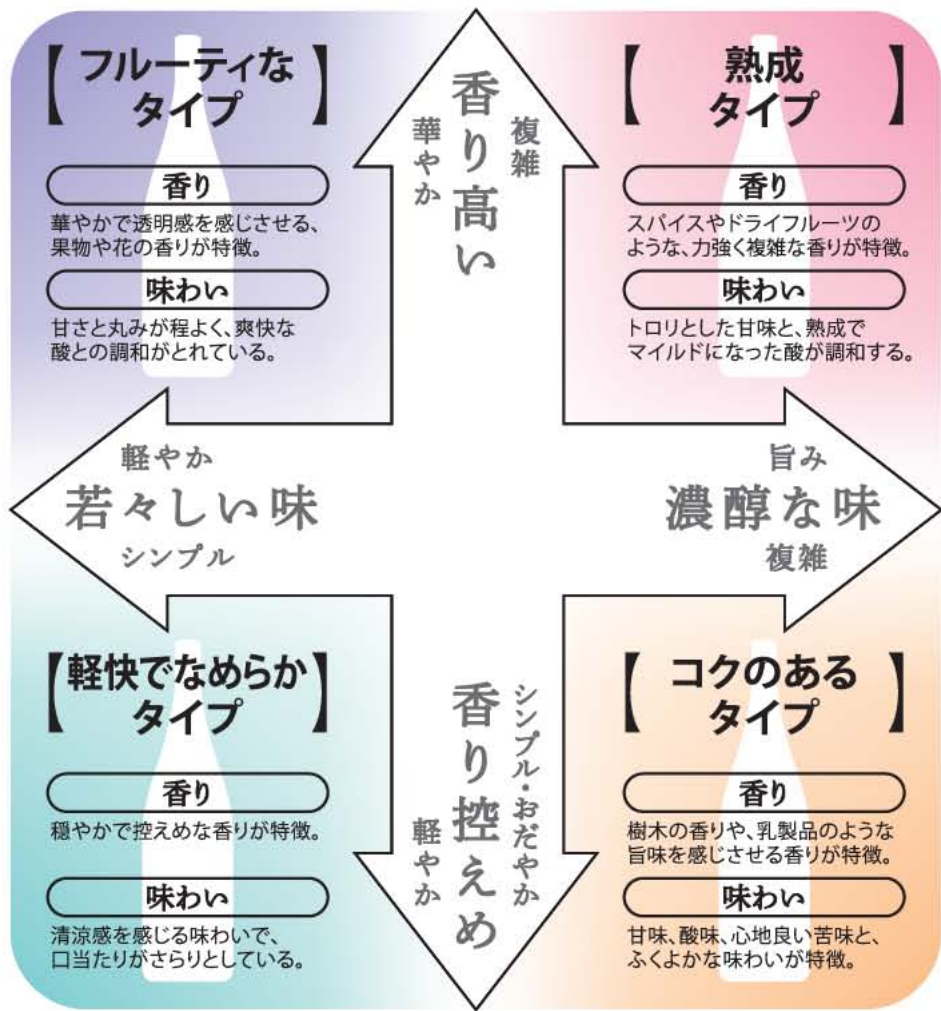 【フルーティな
タイプ】
香り
華やかで透明感を感じさせる、
果物や花の香りが特徴。
味わい
甘さと丸みが程よく、爽快な
酸との調和がとれている。
華やか
香り高い
複雑
【熟成
タイプ】
香り
スパイスやドライフルーツの
ような、力強く複雑な香りが特徴。
味わい
トロリとした甘味と、熟成で
マイルドになった酸が調和する。
軽やか
若々しい味
シンプル
旨み
濃醇な味
複雑
【軽快でなめらか
タイプ】
香り
穏やかで控えめな香りが特徴。
味わい
清涼感を感じる味わいで、
口当たりがさらりとしている。
シンプル・おだやか
香り控えめ
軽やか
【コクのある
タイプ】
香り
樹木の香りや、乳製品のような
旨味を感じさせる香りが特徴。
味わい
甘味、酸味、心地良い苦味と、
ふくよかな味わいが特徴。